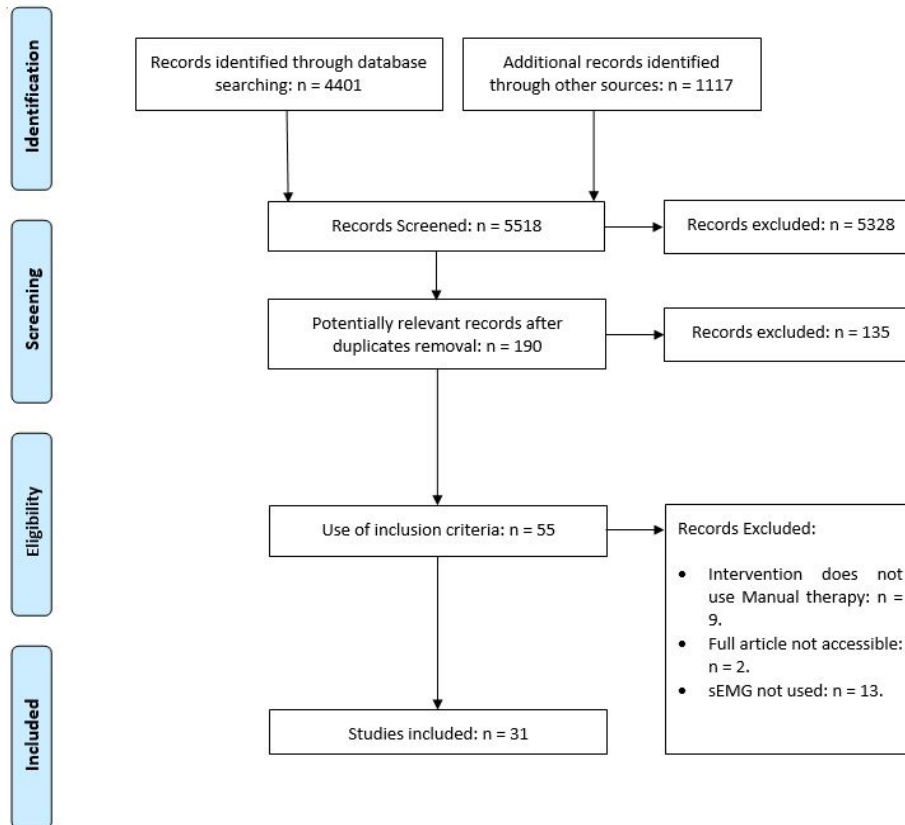 Identification
Records identified through database
searching: n = 4401
Additional records identified
through other sources: n = 1117
Screening
Records Screened: n = 5518
Records excluded: n = 5328
Potentially relevant records after
duplicates removal: n = 190
Records excluded: n = 135
Eligibility
Use of inclusion criteria: n = 55
Records Excluded:
• Intervention does not
use Manual therapy: n =
9.
• Full article not accessible:
n = 2.
• sEMG not used: n = 13.
Included
Studies included: n = 31